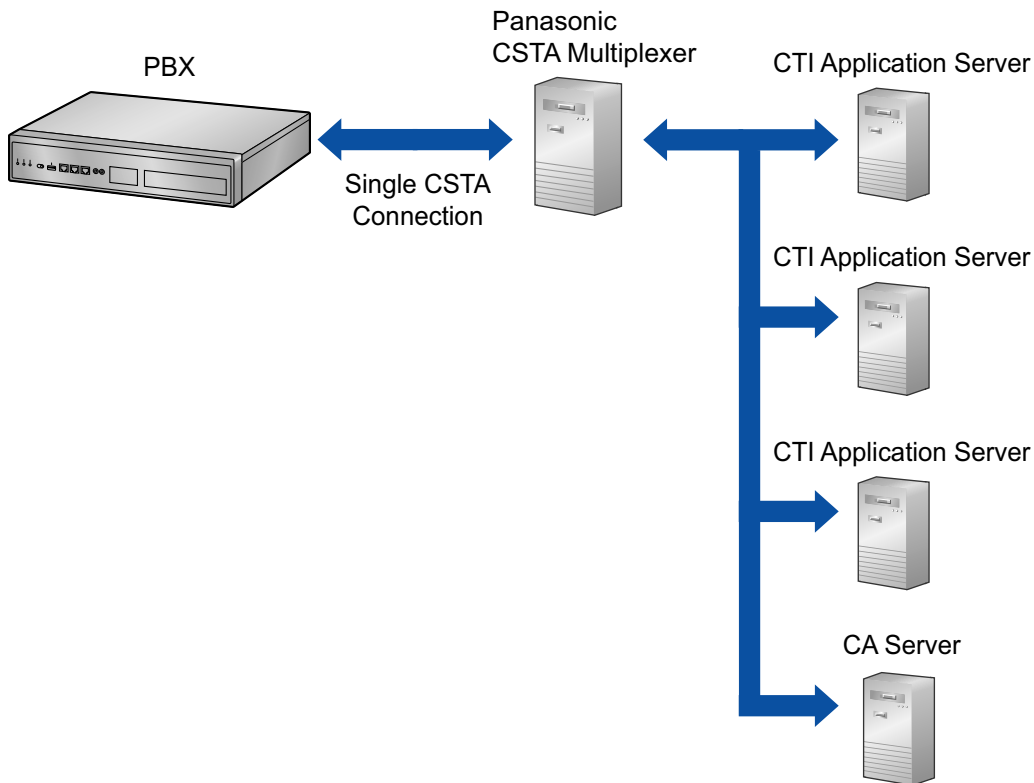 Panasonic
CSTA Multiplexer
PBX
CTI Application Server
Single CSTA
Connection
CTI Application Server
CTI Application Server
CA Server